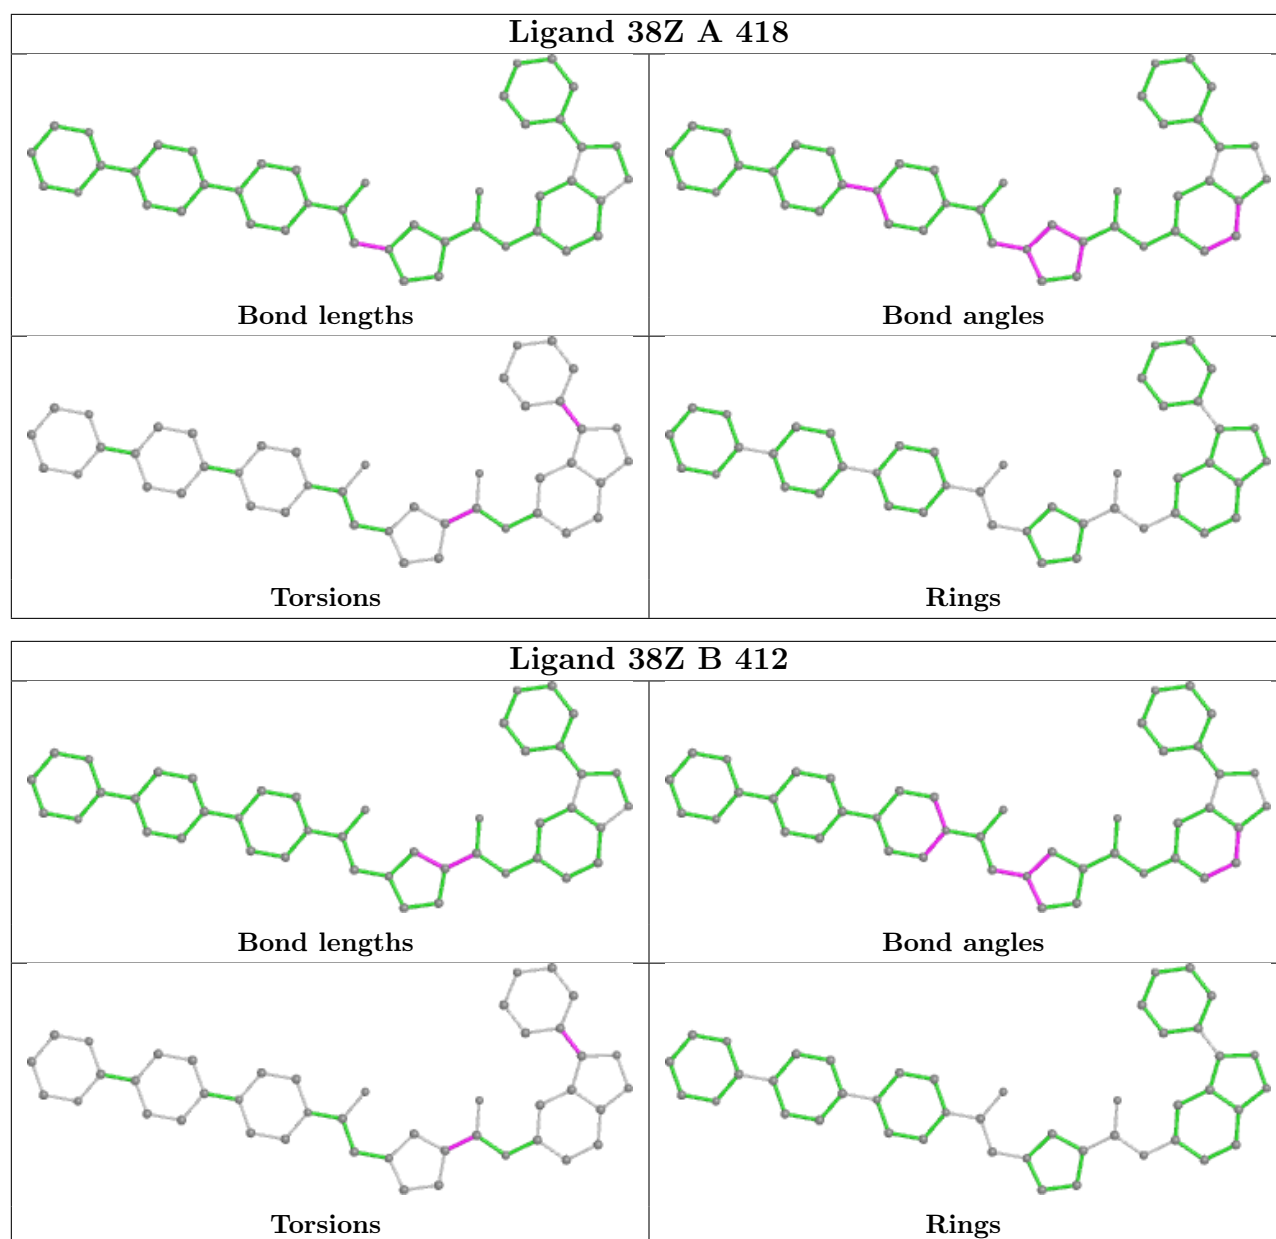 Ligand 38Z A 418
Bond lengths
Bond angles
Torsions
Rings
Ligand 38Z B 412
Bond lengths
Bond angles
Torsions
Rings